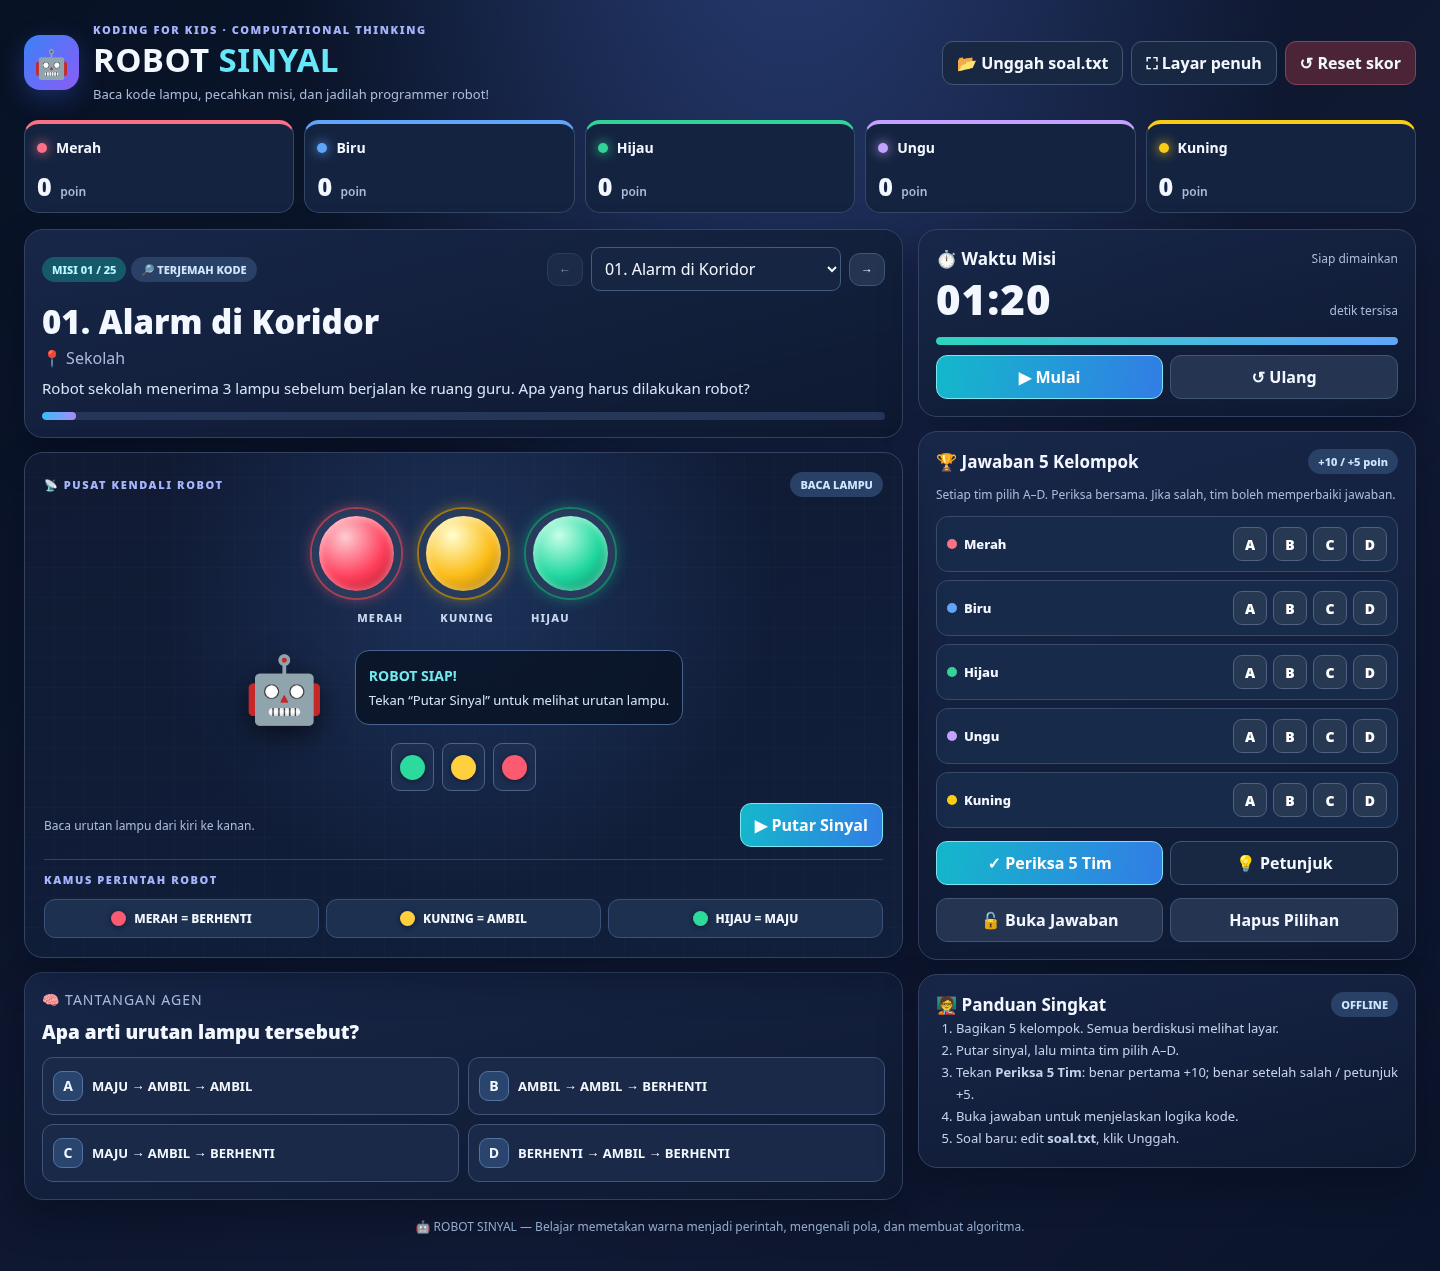 KODING FOR KIDS · COMPUTATIONAL THINKING
ROBOT SINYAL
Baca kode lampu, pecahkan misi, dan jadilah programmer robot!
📂 Unggah soal.txt
⛶ Layar penuh
↺ Reset skor
Merah
0 poin
Biru
0 poin
Hijau
0 poin
Ungu
0 poin
Kuning
0 poin
MISI 01 / 25
🔎 TERJEMAH KODE
←
01. Alarm di Koridor
→
01. Alarm di Koridor
📍 Sekolah
Robot sekolah menerima 3 lampu sebelum berjalan ke ruang guru. Apa yang harus dilakukan robot?
📡 PUSAT KENDALI ROBOT
BACA LAMPU
MERAH KUNING HIJAU
ROBOT SIAP!
Tekan “Putar Sinyal” untuk melihat urutan lampu.
Baca urutan lampu dari kiri ke kanan.
▶ Putar Sinyal
KAMUS PERINTAH ROBOT
MERAH = BERHENTI
KUNING = AMBIL
HIJAU = MAJU
🧠 TANTANGAN AGEN
Apa arti urutan lampu tersebut?
A MAJU → AMBIL → AMBIL
B AMBIL → AMBIL → BERHENTI
C MAJU → AMBIL → BERHENTI
D BERHENTI → AMBIL → BERHENTI
⏱️ Waktu Misi
Siap dimainkan
01:20
detik tersisa
▶ Mulai
↺ Ulang
🏆 Jawaban 5 Kelompok
+10 / +5 poin
Setiap tim pilih A–D. Periksa bersama. Jika salah, tim boleh memperbaiki jawaban.
Merah A B C D
Biru A B C D
Hijau A B C D
Ungu A B C D
Kuning A B C D
✓ Periksa 5 Tim
💡 Petunjuk
🔓 Buka Jawaban
Hapus Pilihan
🧑‍🏫 Panduan Singkat
OFFLINE
1. Bagikan 5 kelompok. Semua berdiskusi melihat layar.
2. Putar sinyal, lalu minta tim pilih A–D.
3. Tekan Periksa 5 Tim: benar pertama +10; benar setelah salah / petunjuk
+5.
4. Buka jawaban untuk menjelaskan logika kode.
5. Soal baru: edit soal.txt, klik Unggah.
🤖 ROBOT SINYAL — Belajar memetakan warna menjadi perintah, mengenali pola, dan membuat algoritma.